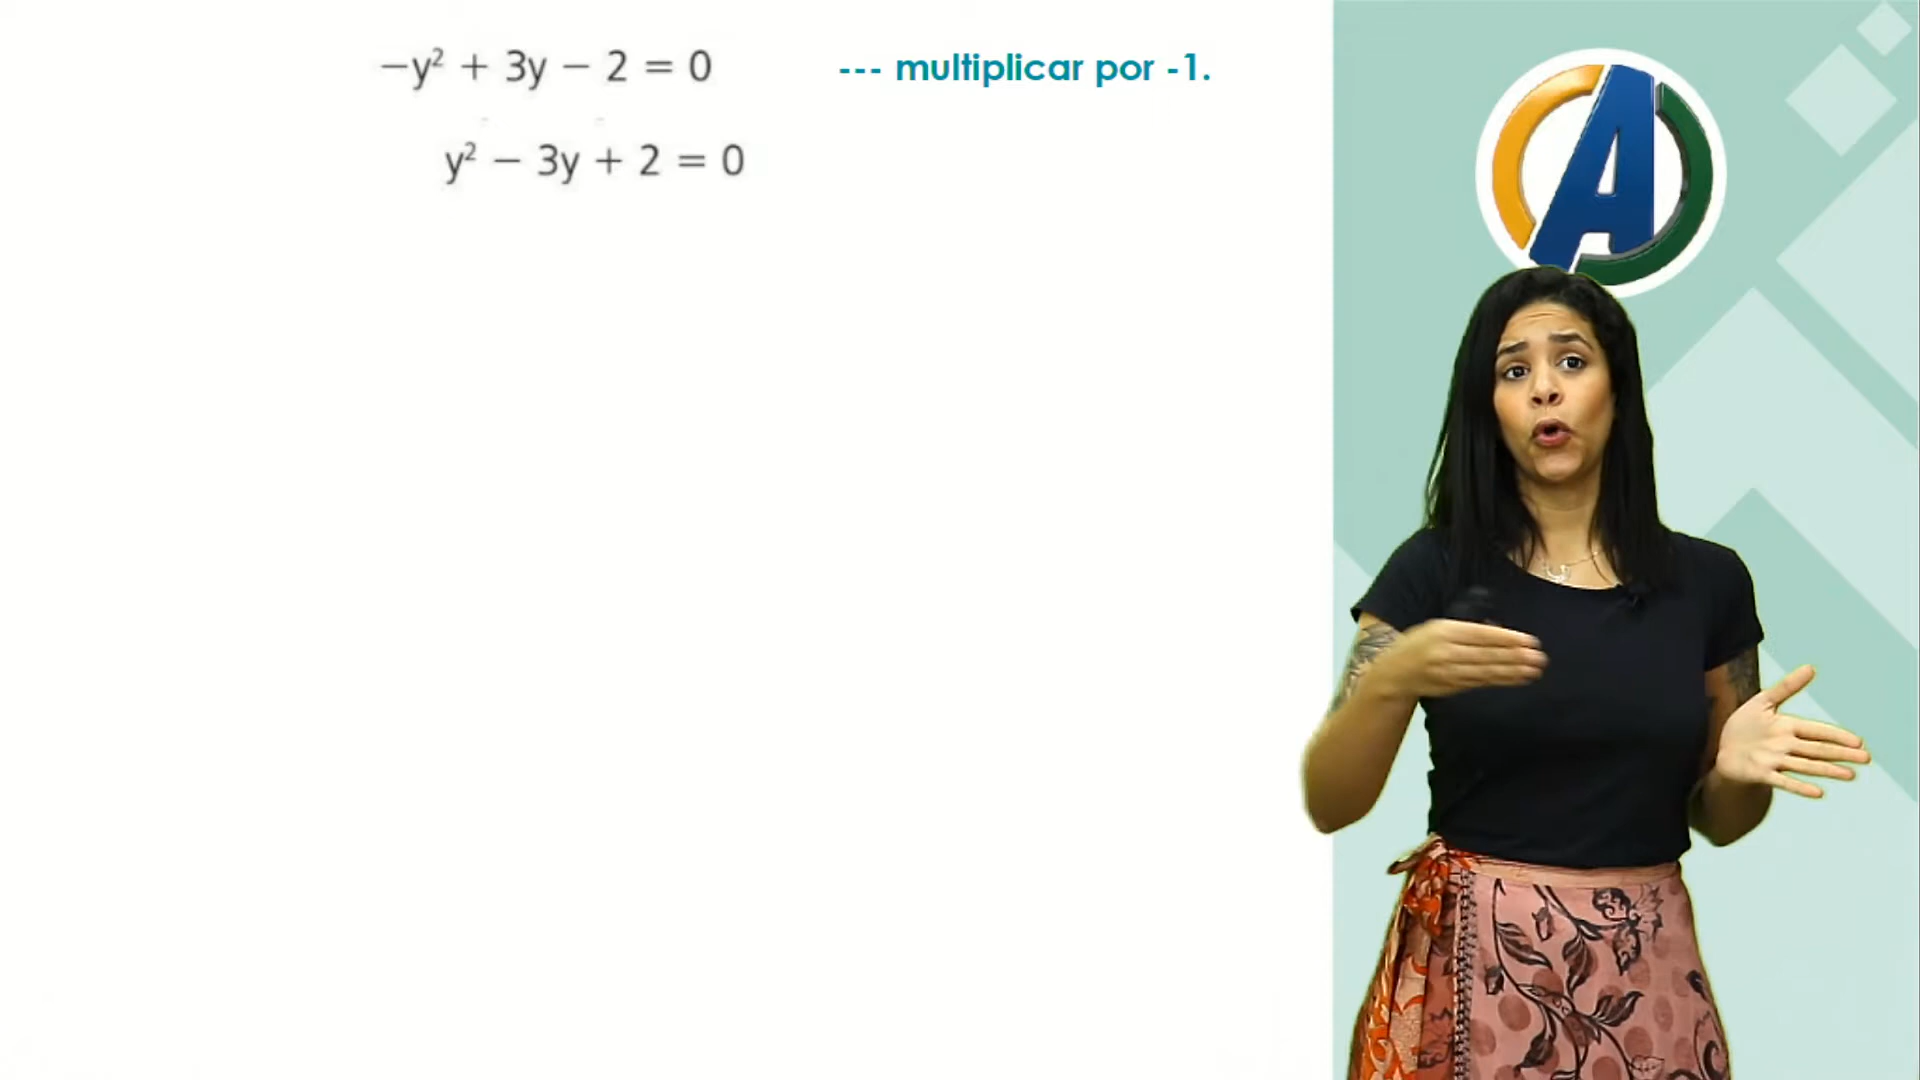 −y² + 3y − 2 = 0 --- multiplicar por -1.
y² − 3y + 2 = 0
A